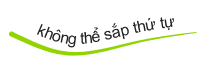 không thể sắp thứ tự